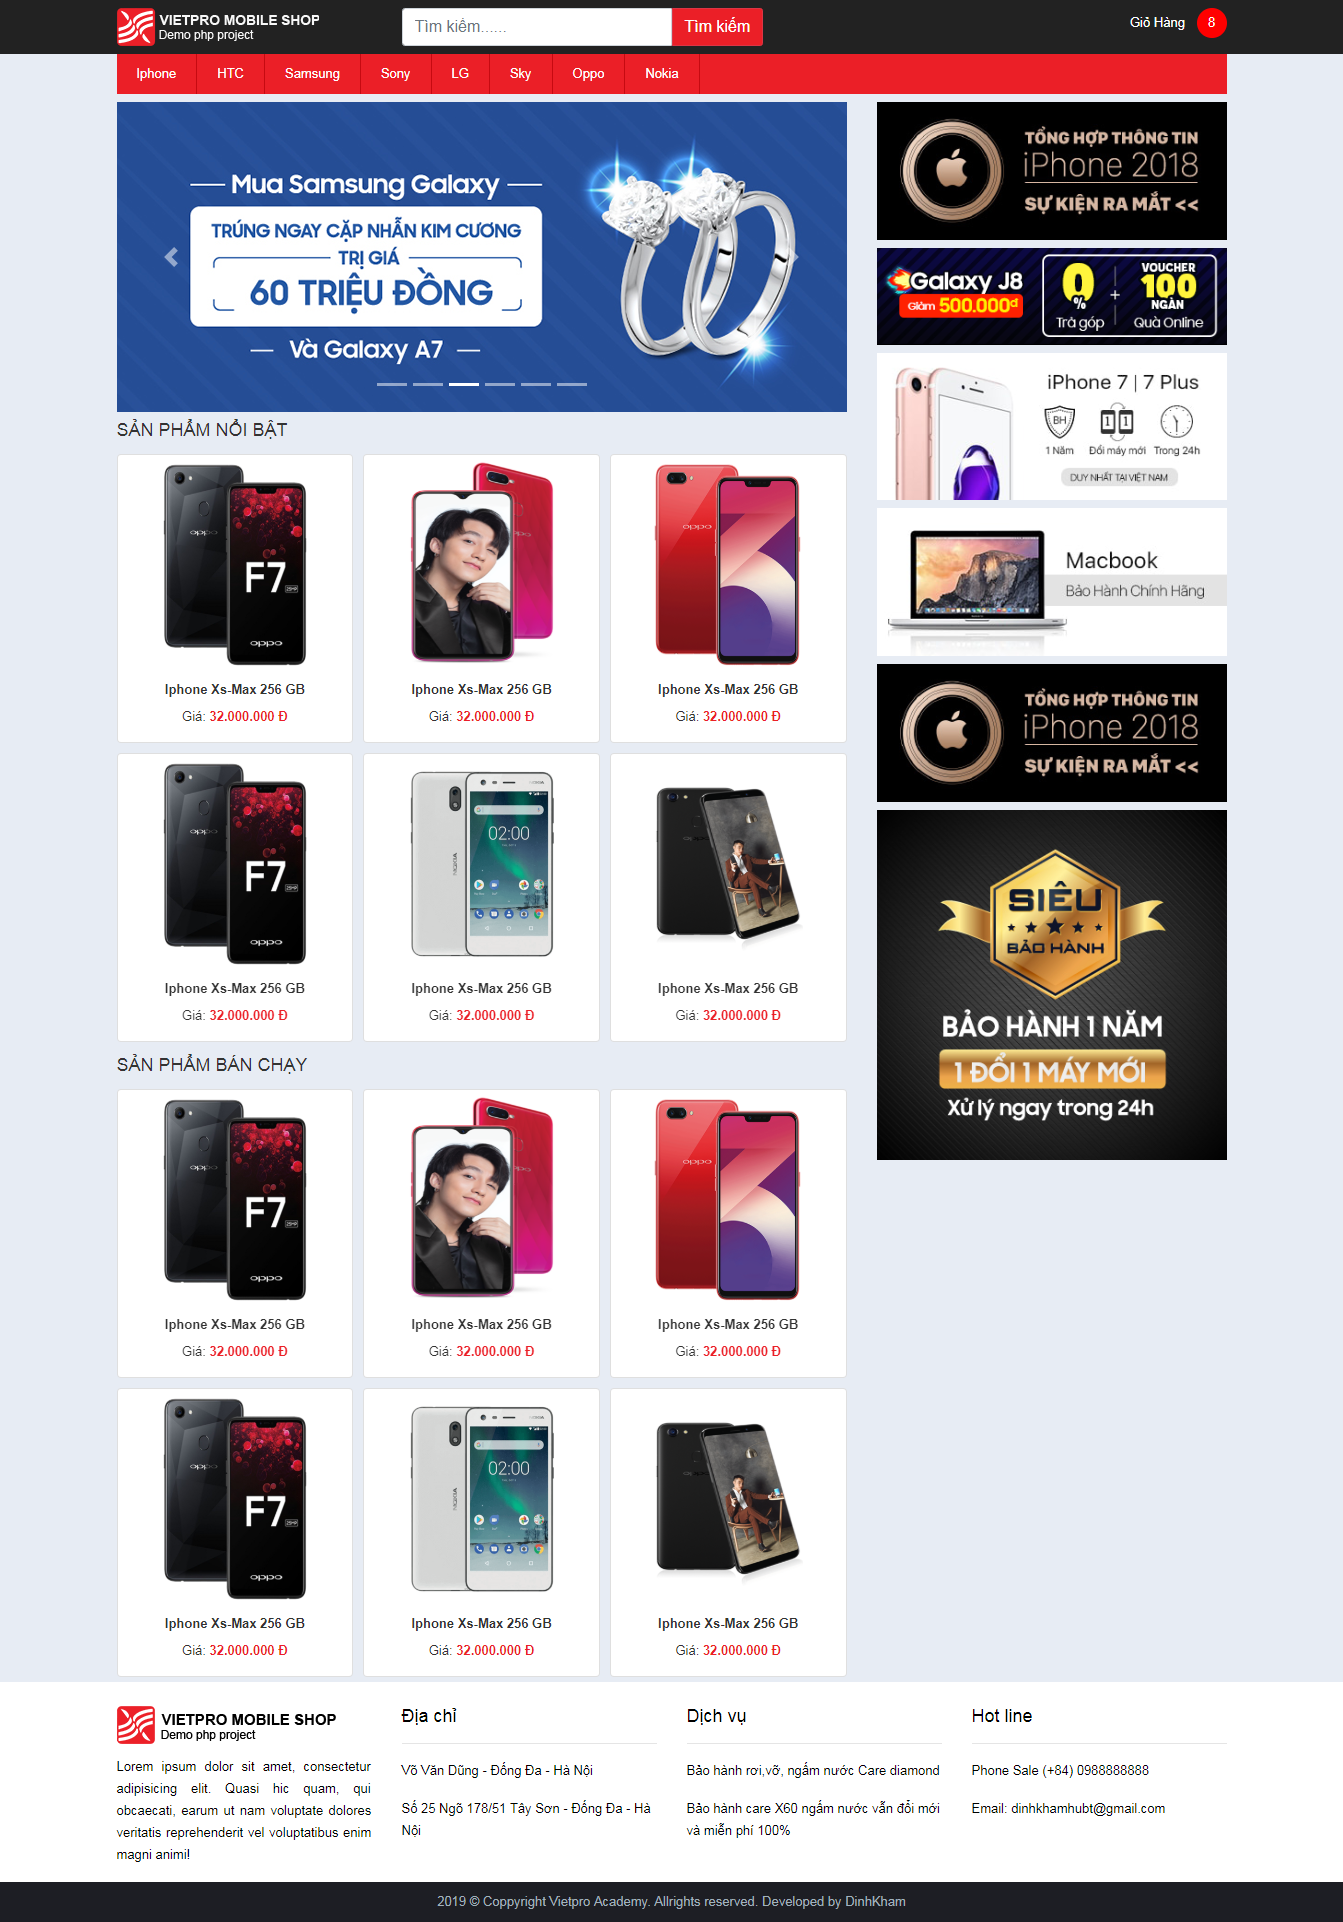 VIETPRO MOBILE SHOP
Demo php project
Tìm kiếm......
Tìm kiếm
Giỏ Hàng 8
Iphone HTC Samsung Sony LG Sky Oppo Nokia
Mua Samsung Galaxy
TRÚNG NGAY CẶP NHẪN KIM CƯƠNG
TRỊ GIÁ
60 TRIỆU ĐỒNG
Và Galaxy A7
TỔNG HỢP THÔNG TIN
iPhone 2018
SỰ KIỆN RA MẮT <<
Galaxy J8
Giảm 500.000đ
0%
Trả góp
+
VOUCHER
100
NGÀN
Quà Online
iPhone 7 | 7 Plus
BH
1 1
1 Năm Đổi máy mới Trong 24h
DUY NHẤT TẠI VIỆT NAM
Macbook
Bảo Hành Chính Hãng
TỔNG HỢP THÔNG TIN
iPhone 2018
SỰ KIỆN RA MẮT <<
SIÊU
BẢO HÀNH
BẢO HÀNH 1 NĂM
1 ĐỔI 1 MÁY MỚI
Xử lý ngay trong 24h
SẢN PHẨM NỔI BẬT
oppo
F7
oppo
oppo
Iphone Xs-Max 256 GB
Giá: 32.000.000 Đ
Iphone Xs-Max 256 GB
Giá: 32.000.000 Đ
Iphone Xs-Max 256 GB
Giá: 32.000.000 Đ
oppo
F7
oppo
NOKIA
02:00
Iphone Xs-Max 256 GB
Giá: 32.000.000 Đ
Iphone Xs-Max 256 GB
Giá: 32.000.000 Đ
Iphone Xs-Max 256 GB
Giá: 32.000.000 Đ
SẢN PHẨM BÁN CHẠY
oppo
F7
oppo
oppo
Iphone Xs-Max 256 GB
Giá: 32.000.000 Đ
Iphone Xs-Max 256 GB
Giá: 32.000.000 Đ
Iphone Xs-Max 256 GB
Giá: 32.000.000 Đ
oppo
F7
oppo
NOKIA
02:00
Iphone Xs-Max 256 GB
Giá: 32.000.000 Đ
Iphone Xs-Max 256 GB
Giá: 32.000.000 Đ
Iphone Xs-Max 256 GB
Giá: 32.000.000 Đ
VIETPRO MOBILE SHOP
Demo php project
Lorem ipsum dolor sit amet, consectetur
adipisicing elit. Quasi hic quam, qui
obcaecati, earum ut nam voluptate dolores
veritatis reprehenderit vel voluptatibus enim
magni animi!
Địa chỉ
Võ Văn Dũng - Đống Đa - Hà Nội
Số 25 Ngõ 178/51 Tây Sơn - Đống Đa - Hà
Nội
Dịch vụ
Bảo hành rơi,vỡ, ngấm nước Care diamond
Bảo hành care X60 ngấm nước vẫn đổi mới
và miễn phí 100%
Hot line
Phone Sale (+84) 0988888888
Email: dinhkhamhubt@gmail.com
2019 © Coppyright Vietpro Academy. Allrights reserved. Developed by DinhKham